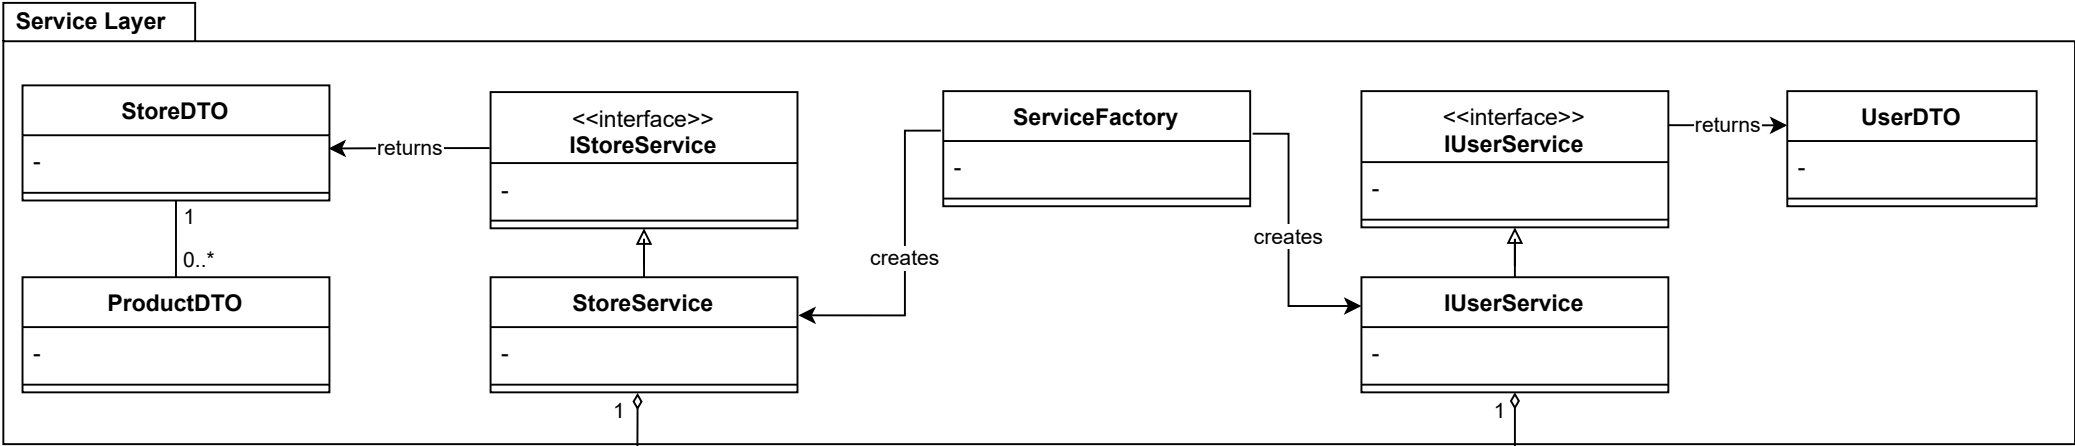 Service Layer
StoreDTO
-
1
0..*
ProductDTO
-
returns
<<interface>>
IStoreService
-
StoreService
-
1
creates
ServiceFactory
-
creates
<<interface>>
IUserService
-
IUserService
-
1
returns
UserDTO
-